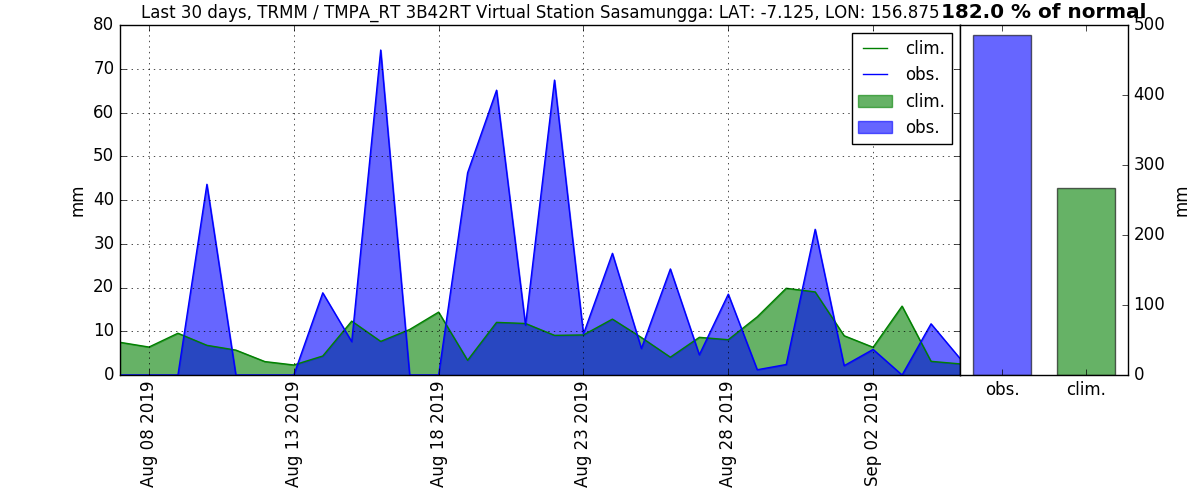 Last 30 days, TRMM / TMPA_RT 3B42RT Virtual Station Sasamungga: LAT: -7.125, LON: 156.875
182.0 % of normal
80
70
60
50
40
30
20
10
0
mm
clim.
obs.
clim.
obs.
Aug 08 2019
Aug 13 2019
Aug 18 2019
Aug 23 2019
Aug 28 2019
Sep 02 2019
500
400
300
200
100
0
mm
obs.
clim.